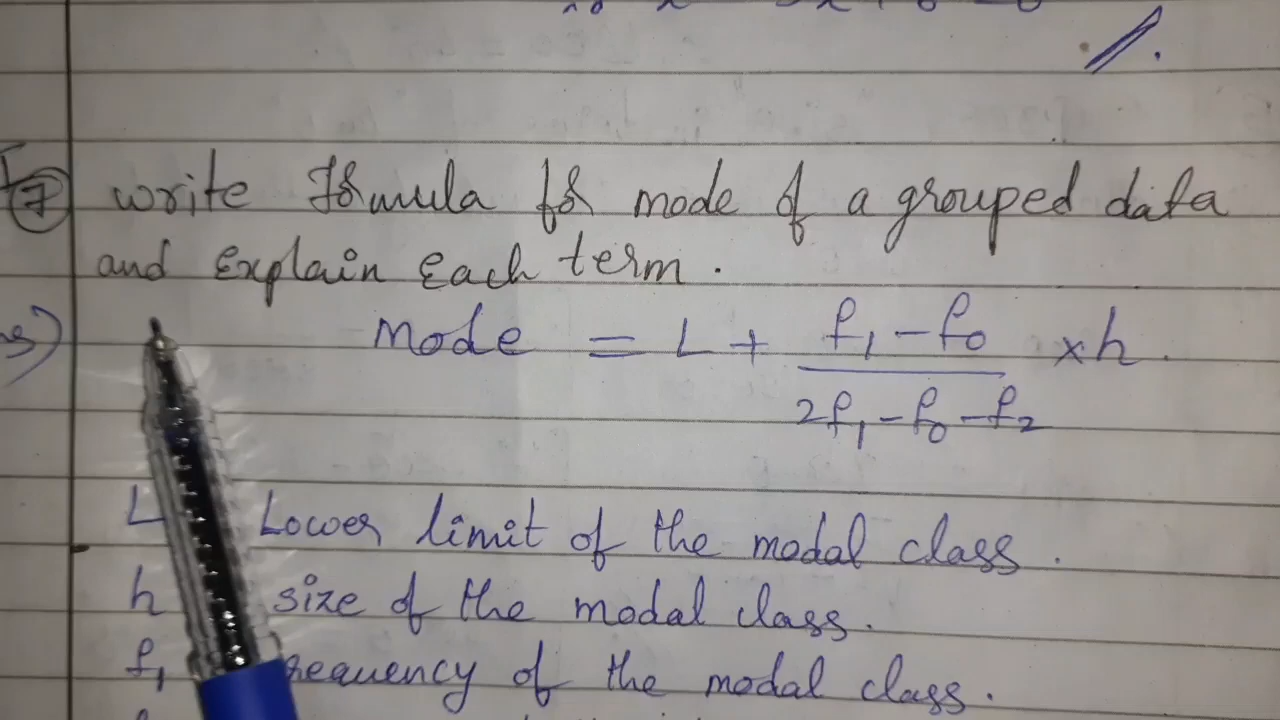 7 write formula for mode of a grouped data
and explain each term.
Mode = L + (f₁ - f₀) / (2f₁ - f₀ - f₂) × h.
L Lower limit of the modal class.
h size of the modal class.
f₁ frequency of the modal class.